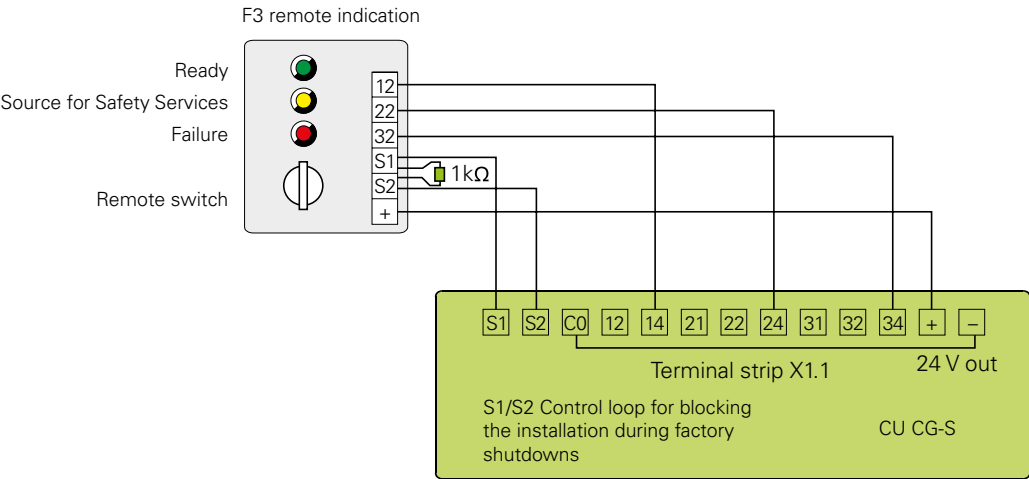 F3 remote indication
Ready
Source for Safety Services
Failure
Remote switch
12
22
32
S1
S2
+
1kΩ
S1 S2 C0 12 14 21 22 24 31 32 34 + –
Terminal strip X1.1
24 V out
S1/S2 Control loop for blocking
the installation during factory
shutdowns
CU CG-S